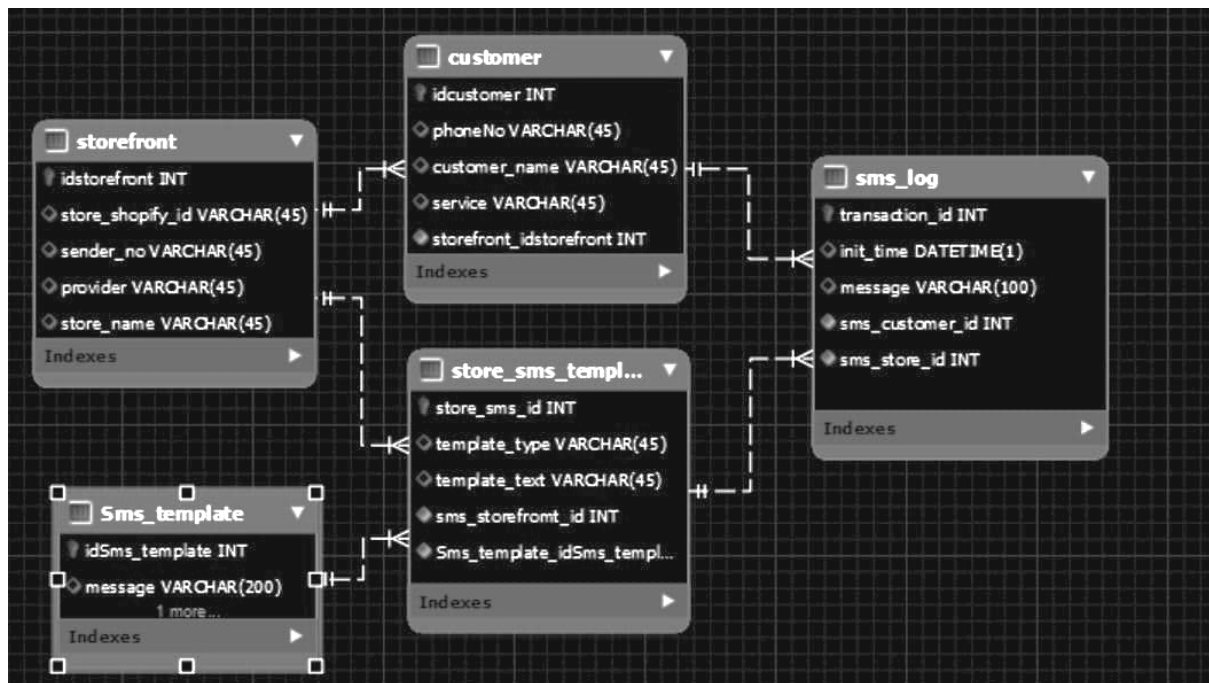 customer
idcustomer INT
phoneNo VARCHAR(45)
customer_name VARCHAR(45)
service VARCHAR(45)
storefront_idstorefront INT
Indexes
storefront
idstorefront INT
store_shopify_id VARCHAR(45)
sender_no VARCHAR(45)
provider VARCHAR(45)
store_name VARCHAR(45)
Indexes
sms_log
transaction_id INT
init_time DATETIME(1)
message VARCHAR(100)
sms_customer_id INT
sms_store_id INT
Indexes
store_sms_templ...
store_sms_id INT
template_type VARCHAR(45)
template_text VARCHAR(45)
sms_storefromt_id INT
Sms_template_idSms_templ...
Indexes
Sms_template
idSms_template INT
message VARCHAR(200)
1 more...
Indexes